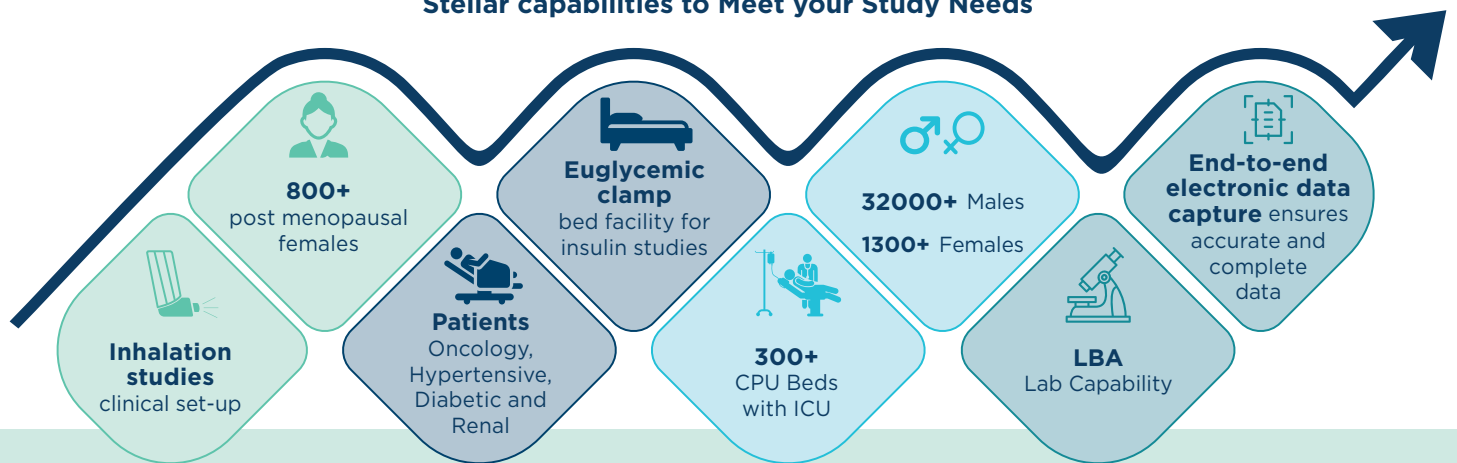 Stellar capabilities to Meet your Study Needs
Inhalation
studies
clinical set-up
800+
post menopausal
females
Patients
Oncology,
Hypertensive,
Diabetic and
Renal
Euglycemic
clamp
bed facility for
insulin studies
300+
CPU Beds
with ICU
32000+ Males
1300+ Females
LBA
Lab Capability
End-to-end
electronic data
capture ensures
accurate and
complete
data